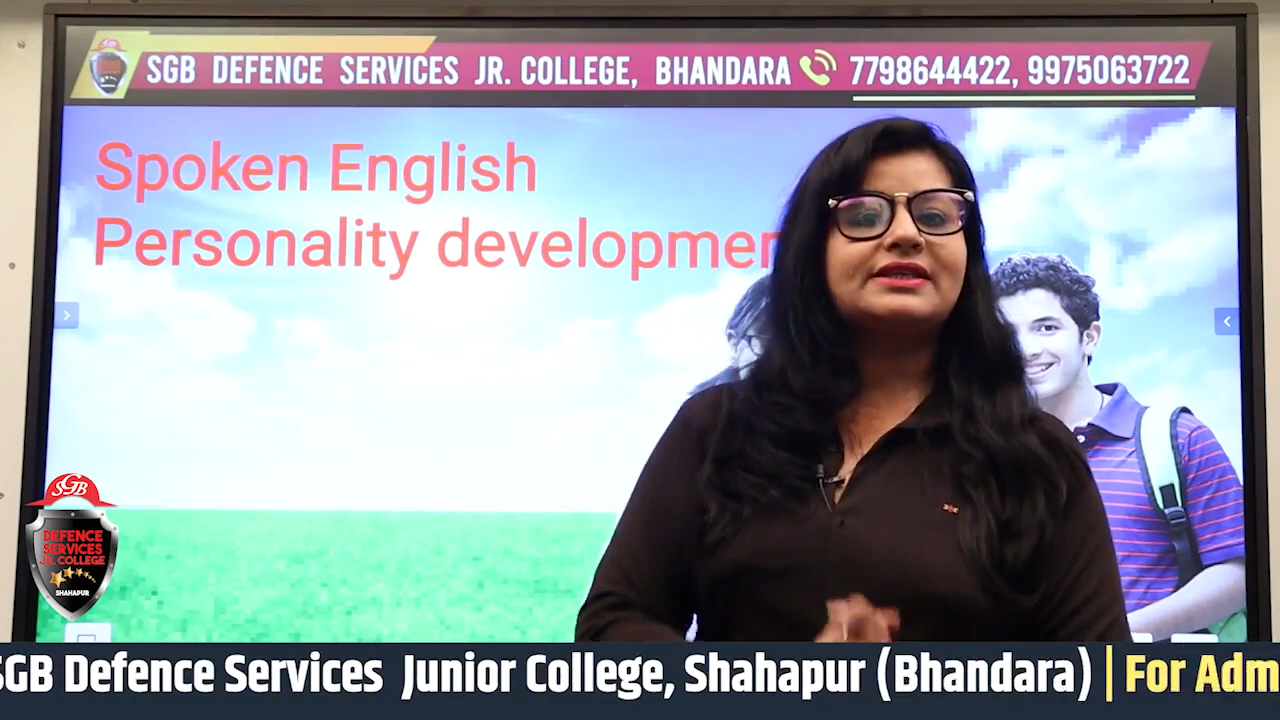 SGB DEFENCE SERVICES JR. COLLEGE, BHANDARA 7798644422, 9975063722
Spoken English
Personality developmen
SGB
DEFENCE
SERVICES
JR. COLLEGE
SHAHAPUR
SGB Defence Services Junior College, Shahapur (Bhandara) | For Adm